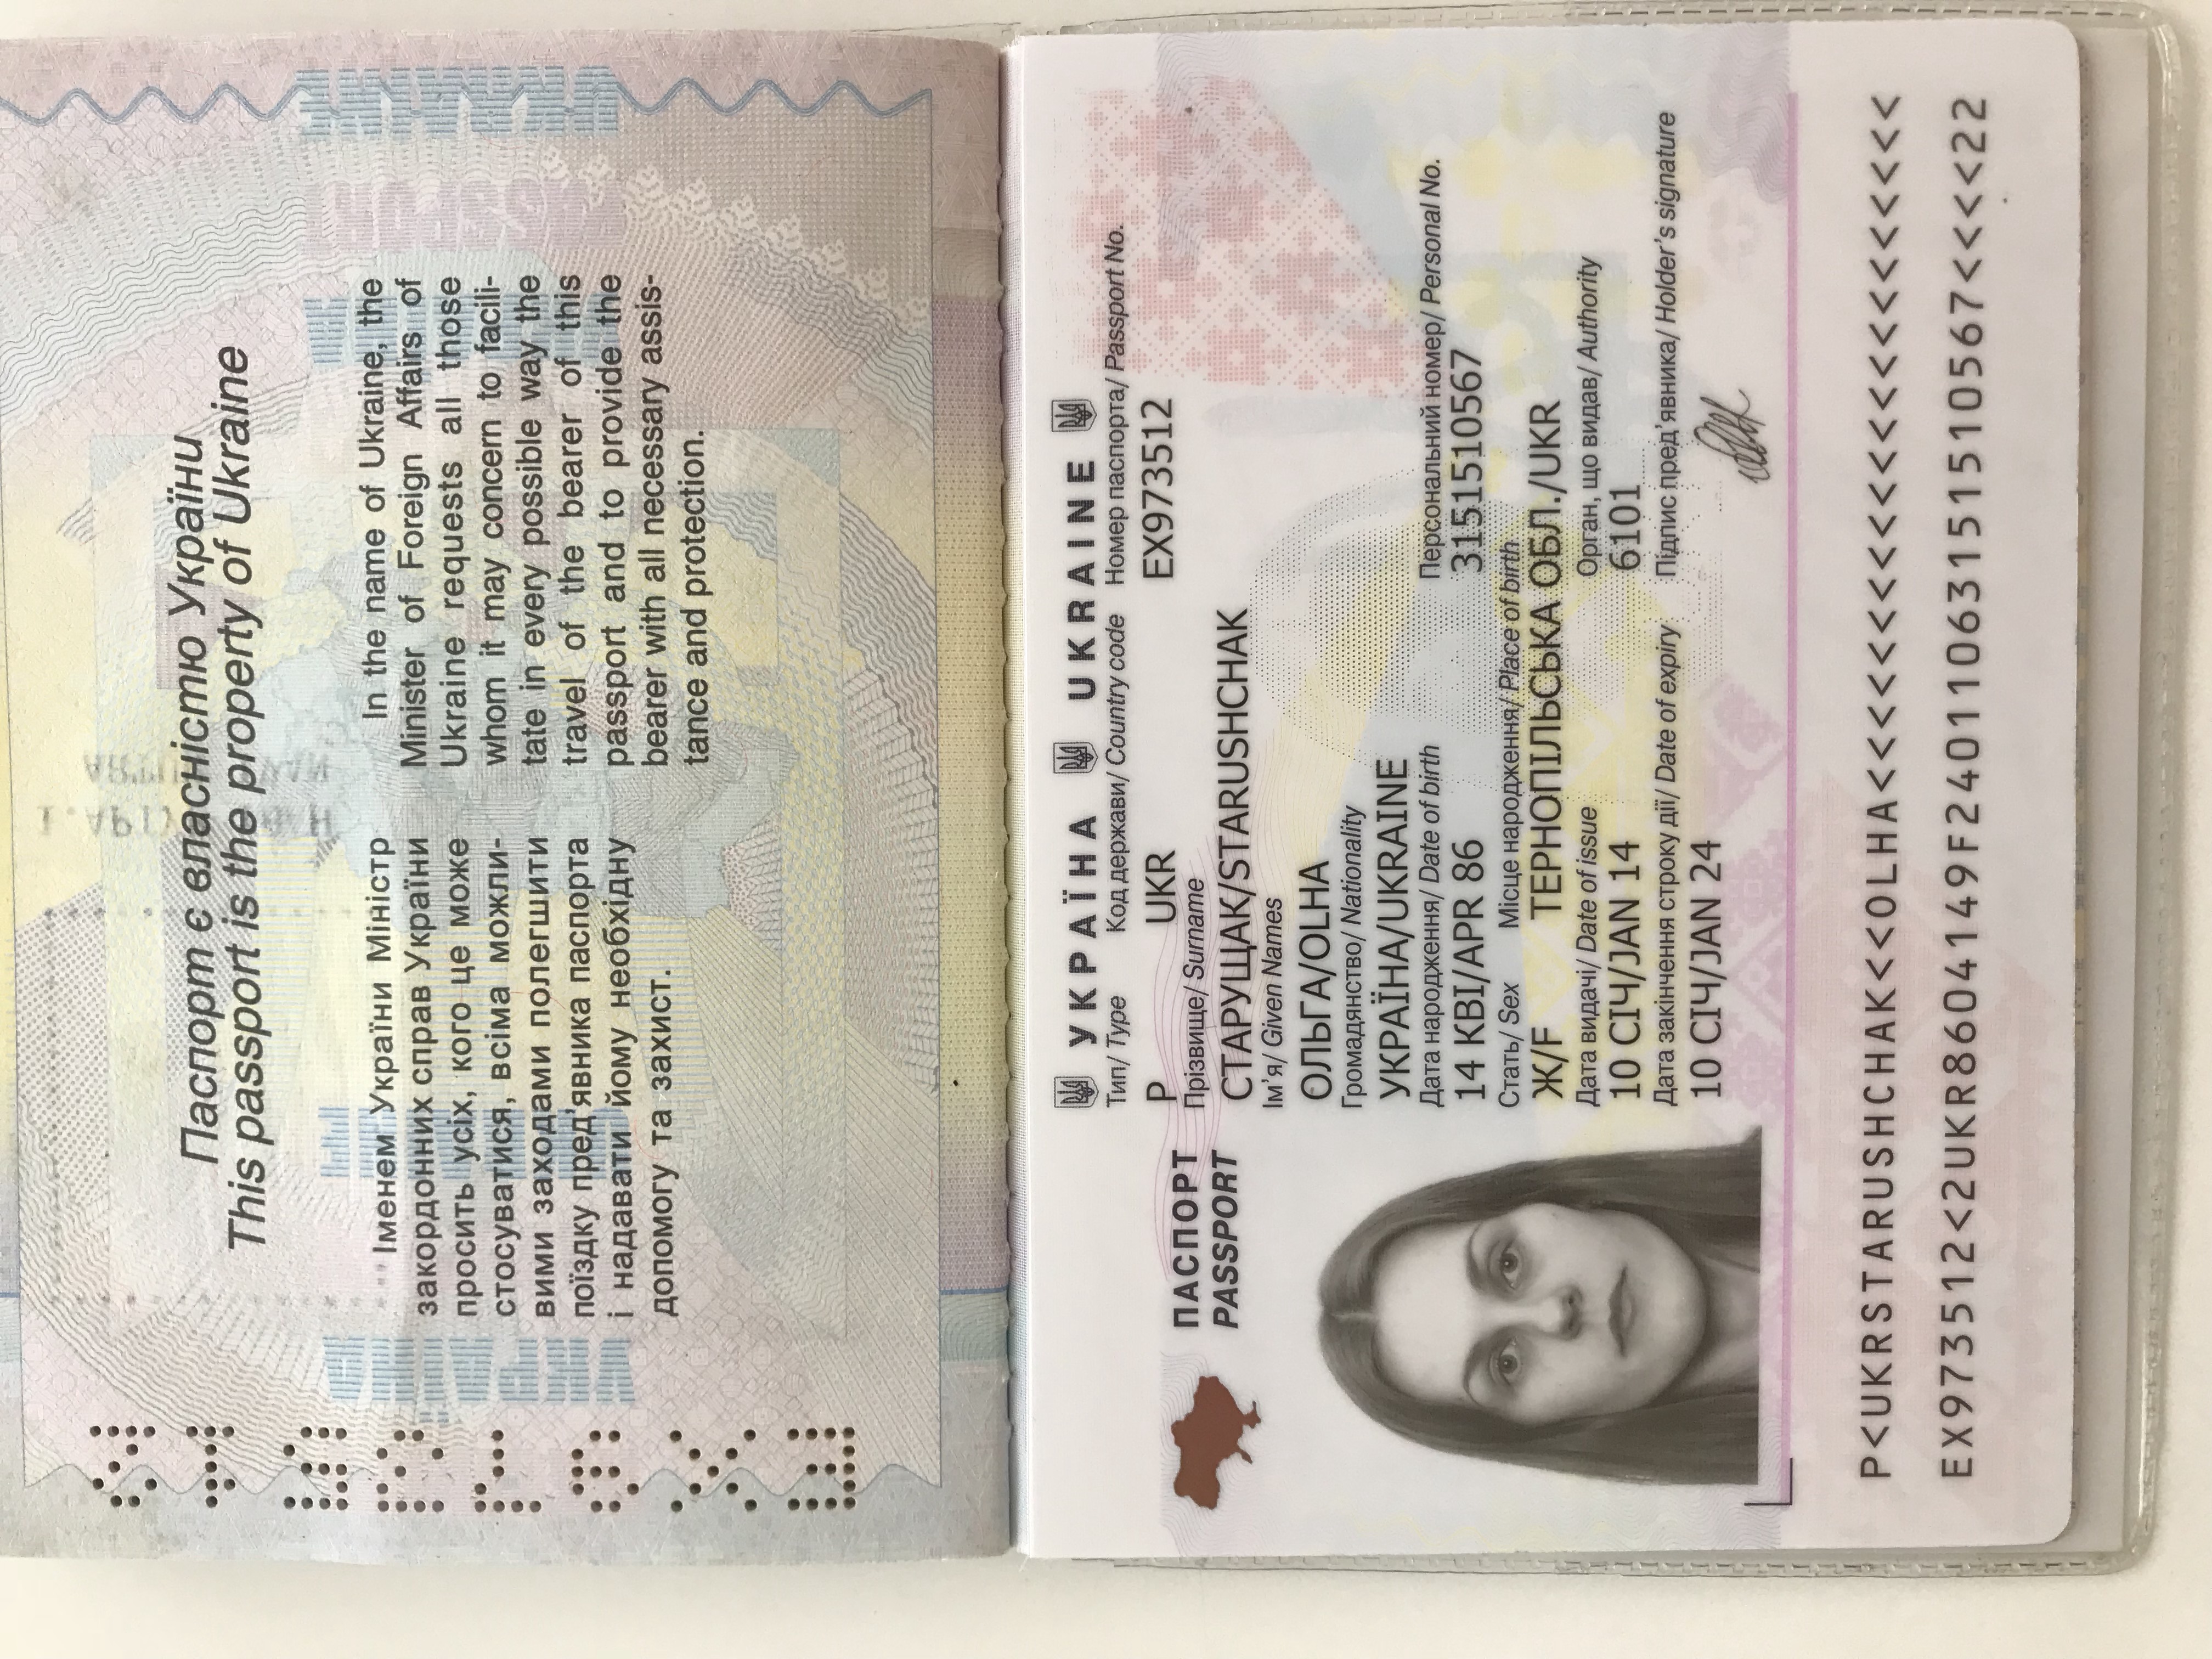 Паспорт є власністю України
This passport is the property of Ukraine
Іменем України Міністр
закордонних справ України
просить усіх, кого це може
стосуватися, всіма можли-
вими заходами полегшити
поїздку пред’явника паспорта
і надавати йому необхідну
допомогу та захист.
In the name of Ukraine, the
Minister of Foreign Affairs of
Ukraine requests all those
whom it may concern to facili-
tate in every possible way the
travel of the bearer of this
passport and to provide the
bearer with all necessary assis-
tance and protection.
УКРАЇНА UKRAINE
Тип/ Type Код держави/ Country code Номер паспорта/ Passport No.
P UKR EX973512
ПАСПОРТ
PASSPORT
Прізвище/ Surname
СТАРУЩАК/STARUSHCHAK
Ім’я/ Given Names
ОЛЬГА/OLHA
Громадянство/ Nationality
УКРАЇНА/UKRAINE
Дата народження/ Date of birth Персональний номер/ Personal No.
14 КВІ/APR 86 3151510567
Стать/ Sex Місце народження/ Place of birth
Ж/F ТЕРНОПІЛЬСЬКА ОБЛ./UKR
Дата видачі/ Date of issue Орган, що видав/ Authority
10 СІЧ/JAN 14 6101
Дата закінчення строку дії/ Date of expiry Підпис пред’явника/ Holder’s signature
10 СІЧ/JAN 24
P<UKRSTARUSHCHAK<<OLHA<<<<<<<<<<<<<<<<<<<<<<
EX973512<2UKR8604149F24011063151510567<<<<22